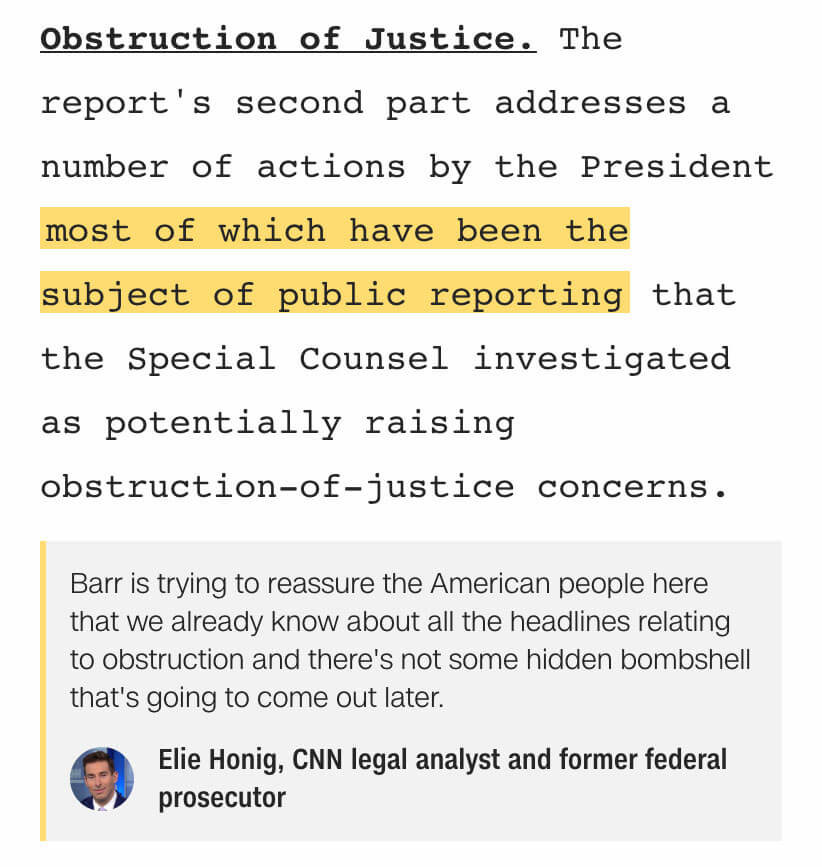 Obstruction of Justice. The
report's second part addresses a
number of actions by the President
most of which have been the
subject of public reporting that
the Special Counsel investigated
as potentially raising
obstruction-of-justice concerns.
Barr is trying to reassure the American people here
that we already know about all the headlines relating
to obstruction and there's not some hidden bombshell
that's going to come out later.
Elie Honig, CNN legal analyst and former federal
prosecutor